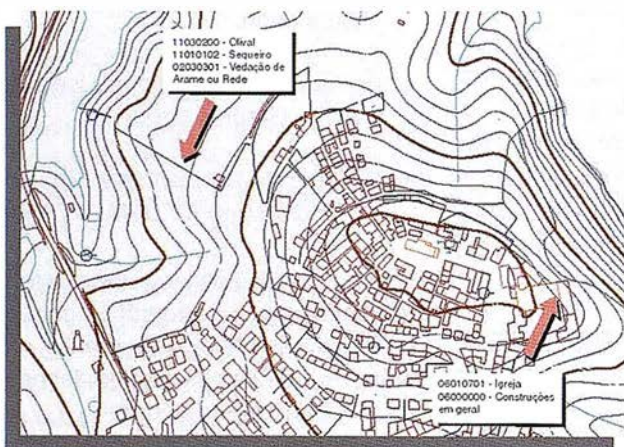 11030200 - Olival
11010102 - Sequeiro
02030301 - Vedação de
Arame ou Rede
06010701 - Igreja
06000000 - Construções
em geral